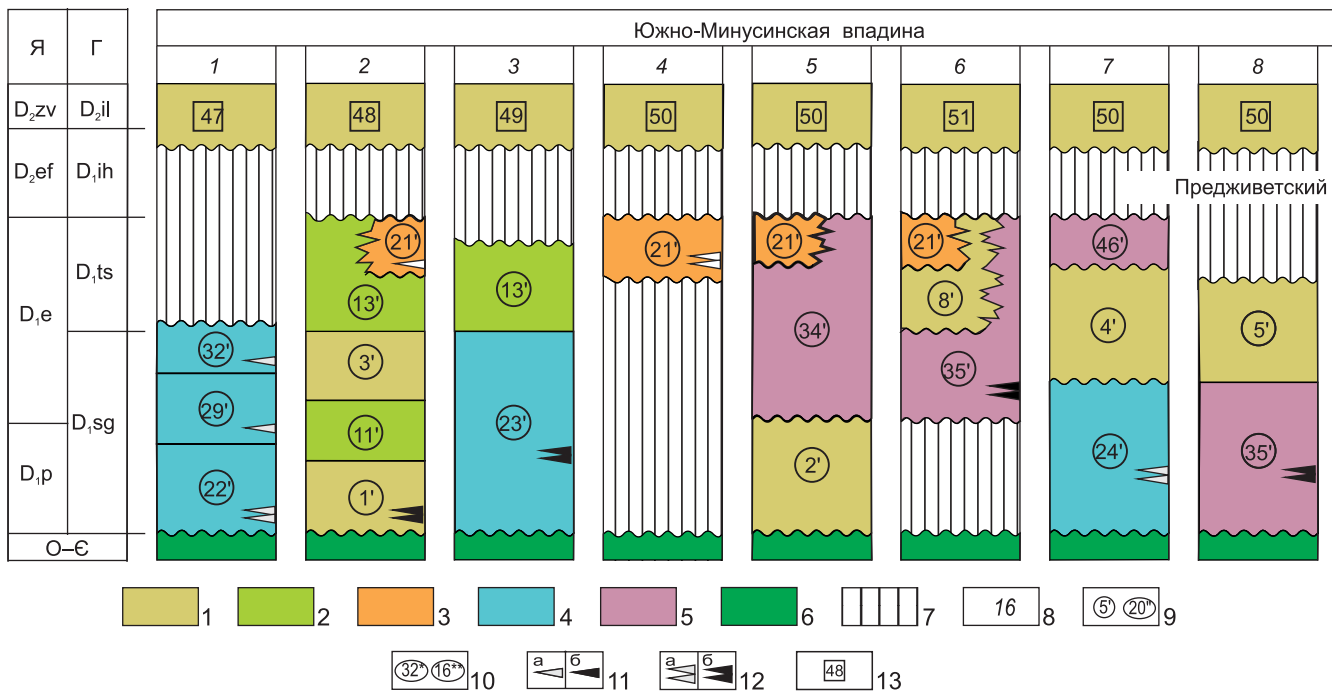 Я Г Южно-Минусинская впадина
1 2 3 4 5 6 7 8
D₂zv D₂il 47 48 49 50 50 51 50 50
D₂ef D₁ih
Предживетский
21' 21' 21' 21' 46'
D₁ts
13' 13' 8' 4' 5'
D₁e 34'
32' 3' 35'
29' 11' 23' D₁sg
D₁p 22' 1' 2' 24' 35'
O–Є
1 2 3 4 5 6 7 16 8 5' 20" 9
32* 16** 10 а б 11 а б 12 48 13